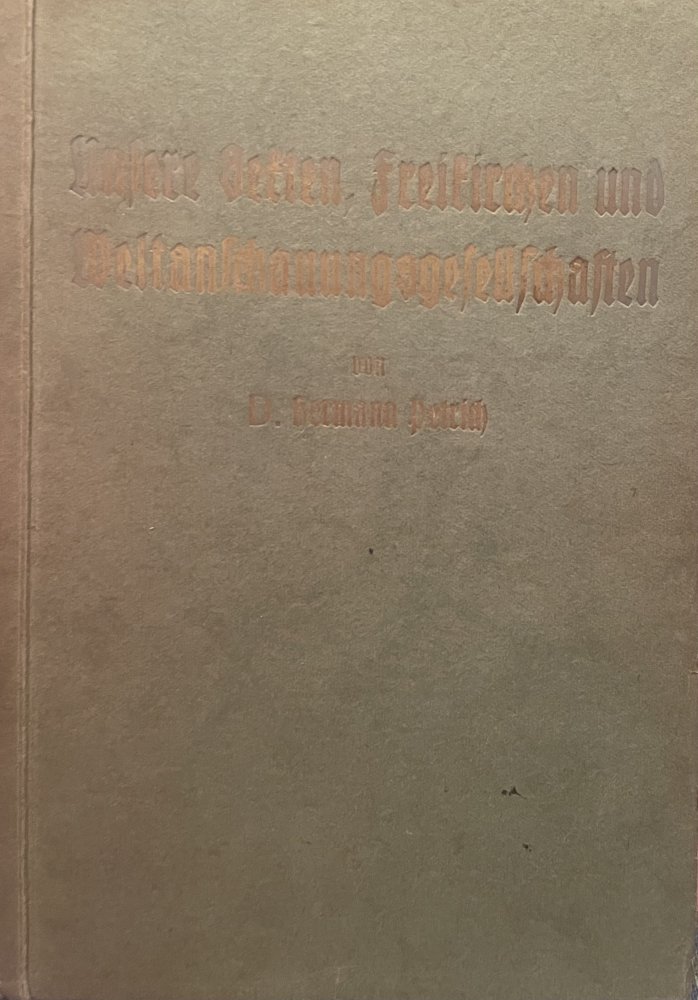 Unsere Sekten, Freikirchen und
Weltanschauungsgesellschaften
von
D. Hermann Petrich